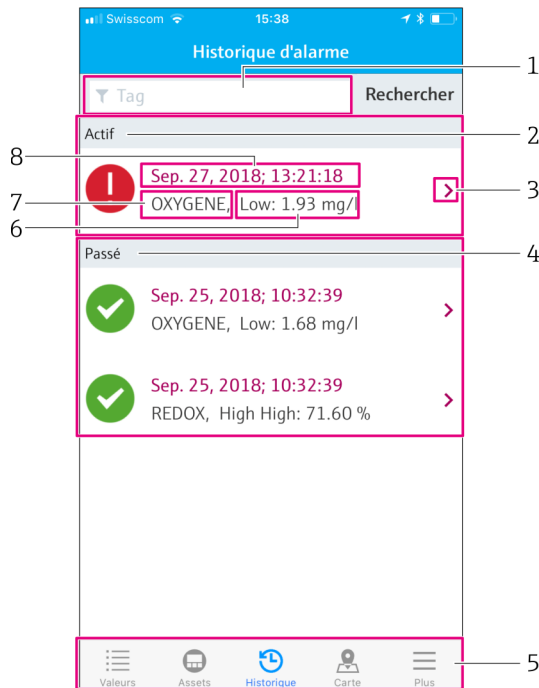 Swisscom 15:38
Historique d'alarme
1
Tag Rechercher
Actif
2
8
Sep. 27, 2018; 13:21:18
3
7
OXYGENE, Low: 1.93 mg/l
6
Passé
4
Sep. 25, 2018; 10:32:39
OXYGENE, Low: 1.68 mg/l
Sep. 25, 2018; 10:32:39
REDOX, High High: 71.60 %
5
Valeurs Assets Historique Carte Plus